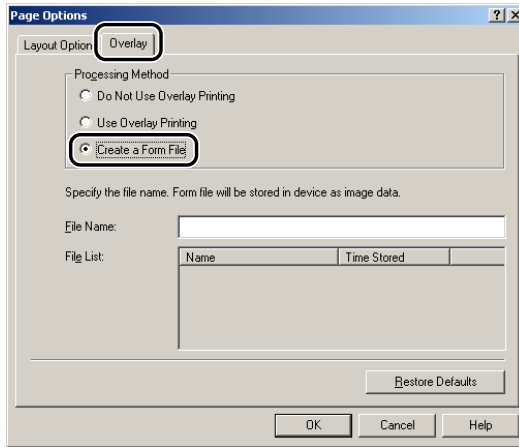 Page Options
Layout Option Overlay
Processing Method
Do Not Use Overlay Printing
Use Overlay Printing
Create a Form File
Specify the file name. Form file will be stored in device as image data.
File Name:
File List: Name Time Stored
Restore Defaults
OK Cancel Help